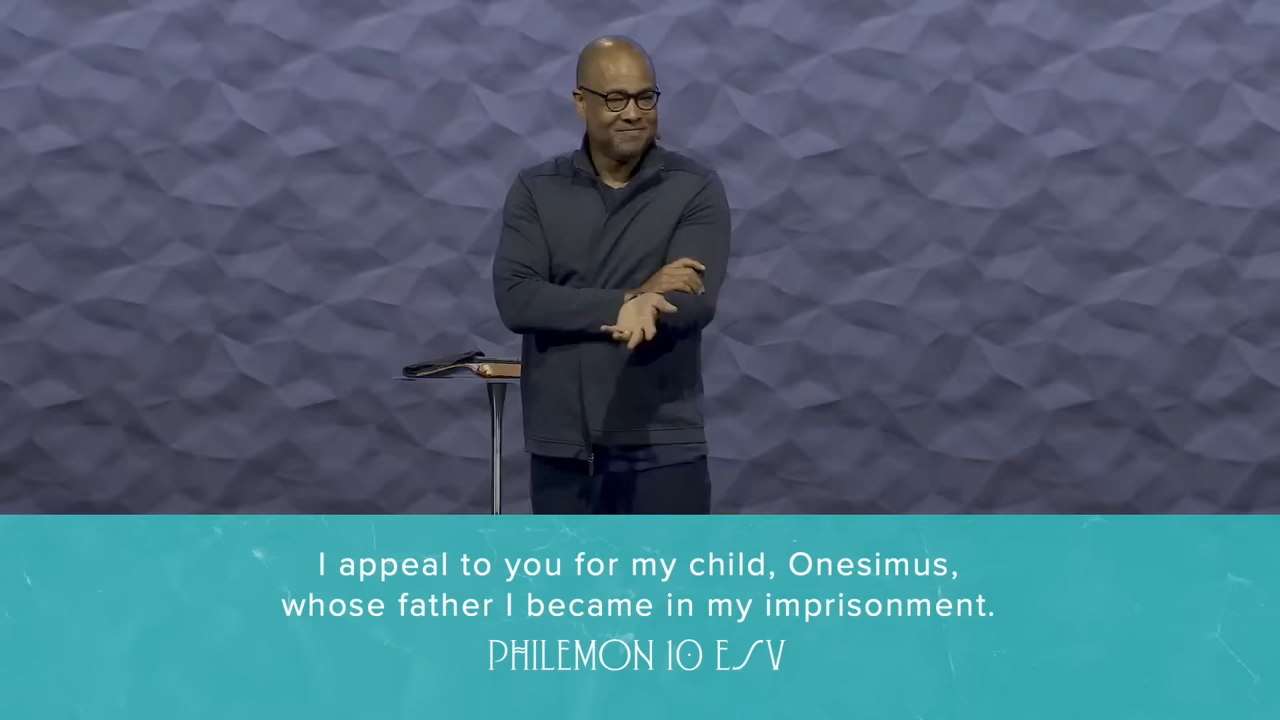 I appeal to you for my child, Onesimus,
whose father I became in my imprisonment.
PHILEMON 10 ESV